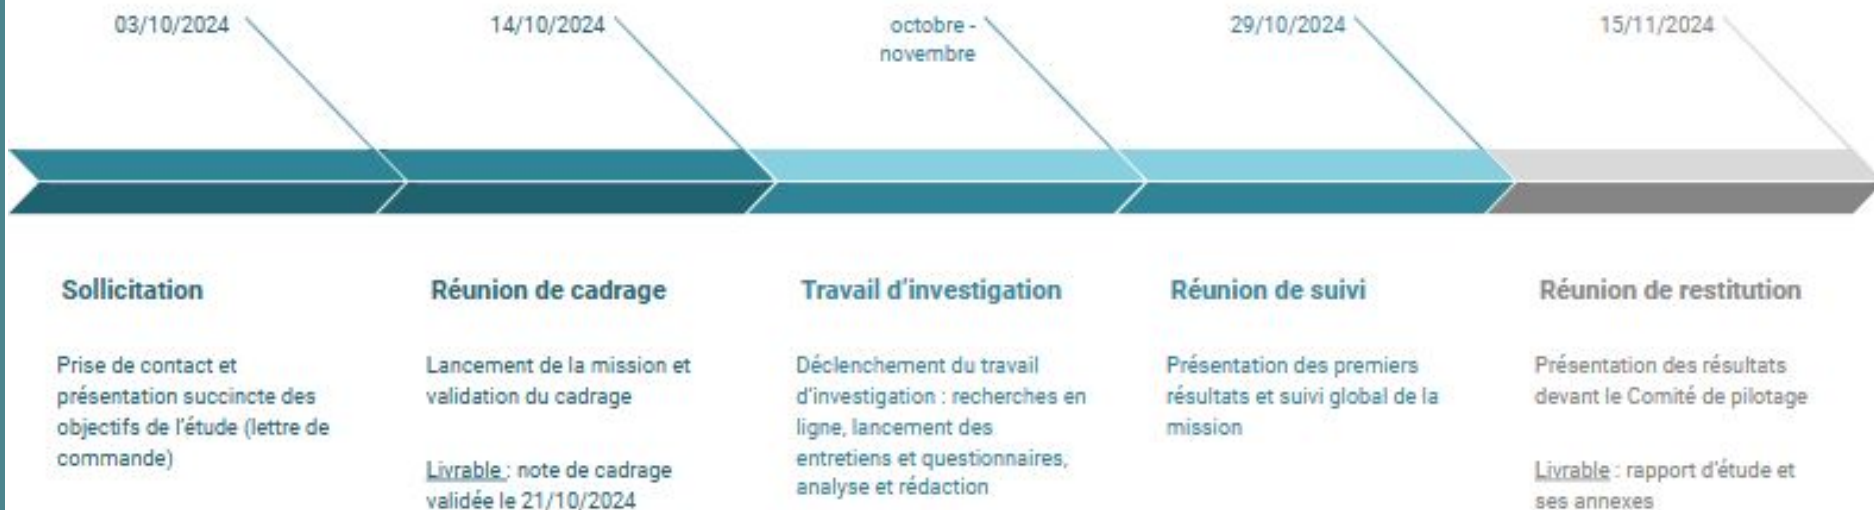 03/10/2024
14/10/2024
octobre -
novembre
29/10/2024
15/11/2024
Sollicitation
Prise de contact et
présentation succincte des
objectifs de l'étude (lettre de
commande)
Réunion de cadrage
Lancement de la mission et
validation du cadrage
Livrable : note de cadrage
validée le 21/10/2024
Travail d'investigation
Déclenchement du travail
d'investigation : recherches en
ligne, lancement des
entretiens et questionnaires,
analyse et rédaction
Réunion de suivi
Présentation des premiers
résultats et suivi global de la
mission
Réunion de restitution
Présentation des résultats
devant le Comité de pilotage
Livrable : rapport d'étude et
ses annexes